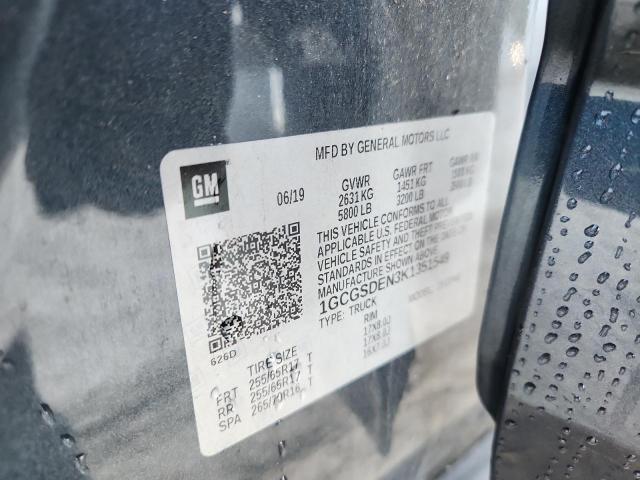 MFD BY GENERAL MOTORS LLC
GM
06/19
GVWR GAWR FRT GAWR RR
2631 KG 1451 KG
5800 LB 3200 LB
THIS VEHICLE CONFORMS TO ALL
APPLICABLE U.S. FEDERAL MOTOR
VEHICLE SAFETY AND THEFT PREVENTION
STANDARDS IN EFFECT ON THE DATE OF
MANUFACTURE SHOWN ABOVE.
1GCGSDEN3K1351549
TYPE: TRUCK MODEL:
626D
TIRE SIZE RIM
FRT 255/65R17 T 17X8.0J
RR 255/65R17 T 17X8.0J
SPA 265/70R16 T 16X7.0J